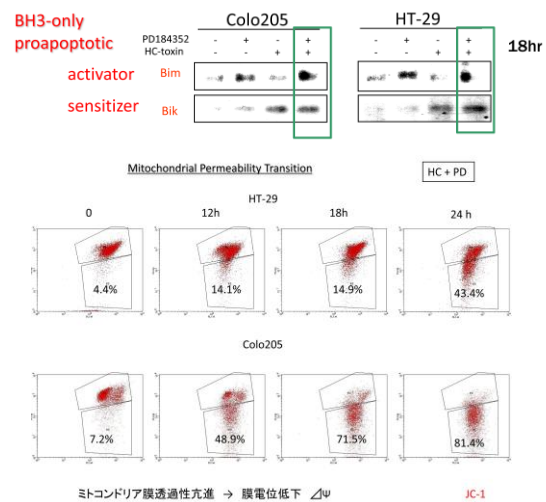 BH3-only
proapoptotic
Colo205
HT-29
PD184352 - + - +
HC-toxin - - + +
- + - +
- - + +
18hr
activator Bim
sensitizer Bik
Mitochondrial Permeability Transition
HC + PD
HT-29
0 12h 18h 24 h
4.4% 14.1% 14.9% 43.4%
Colo205
7.2% 48.9% 71.5% 81.4%
ミトコンドリア膜透過性亢進 → 膜電位低下 ⊿Ψ
JC-1